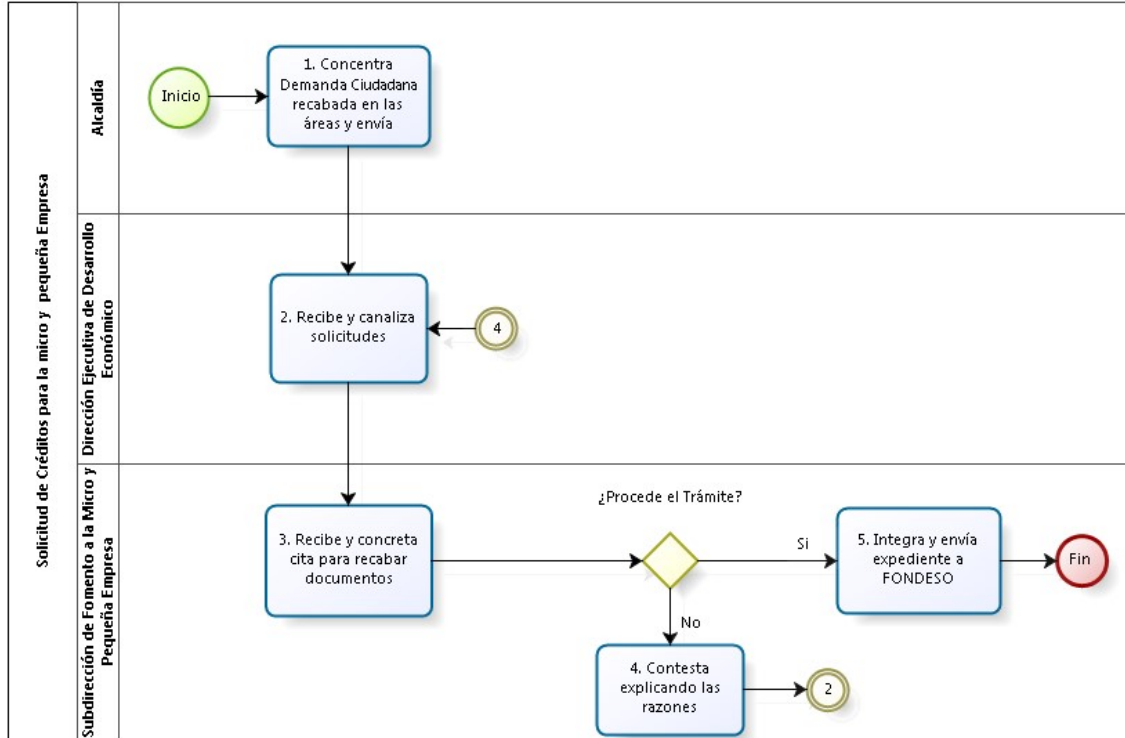 Solicitud de Créditos para la micro y pequeña Empresa
Alcaldía
Inicio
1. Concentra
Demanda Ciudadana
recabada en las
áreas y envía
Dirección Ejecutiva de Desarrollo
Económico
2. Recibe y canaliza
solicitudes
4
Subdirección de Fomento a la Micro y
Pequeña Empresa
3. Recibe y concreta
cita para recabar
documentos
¿Procede el Trámite?
Si
5. Integra y envía
expediente a
FONDESO
Fin
No
4. Contesta
explicando las
razones
2